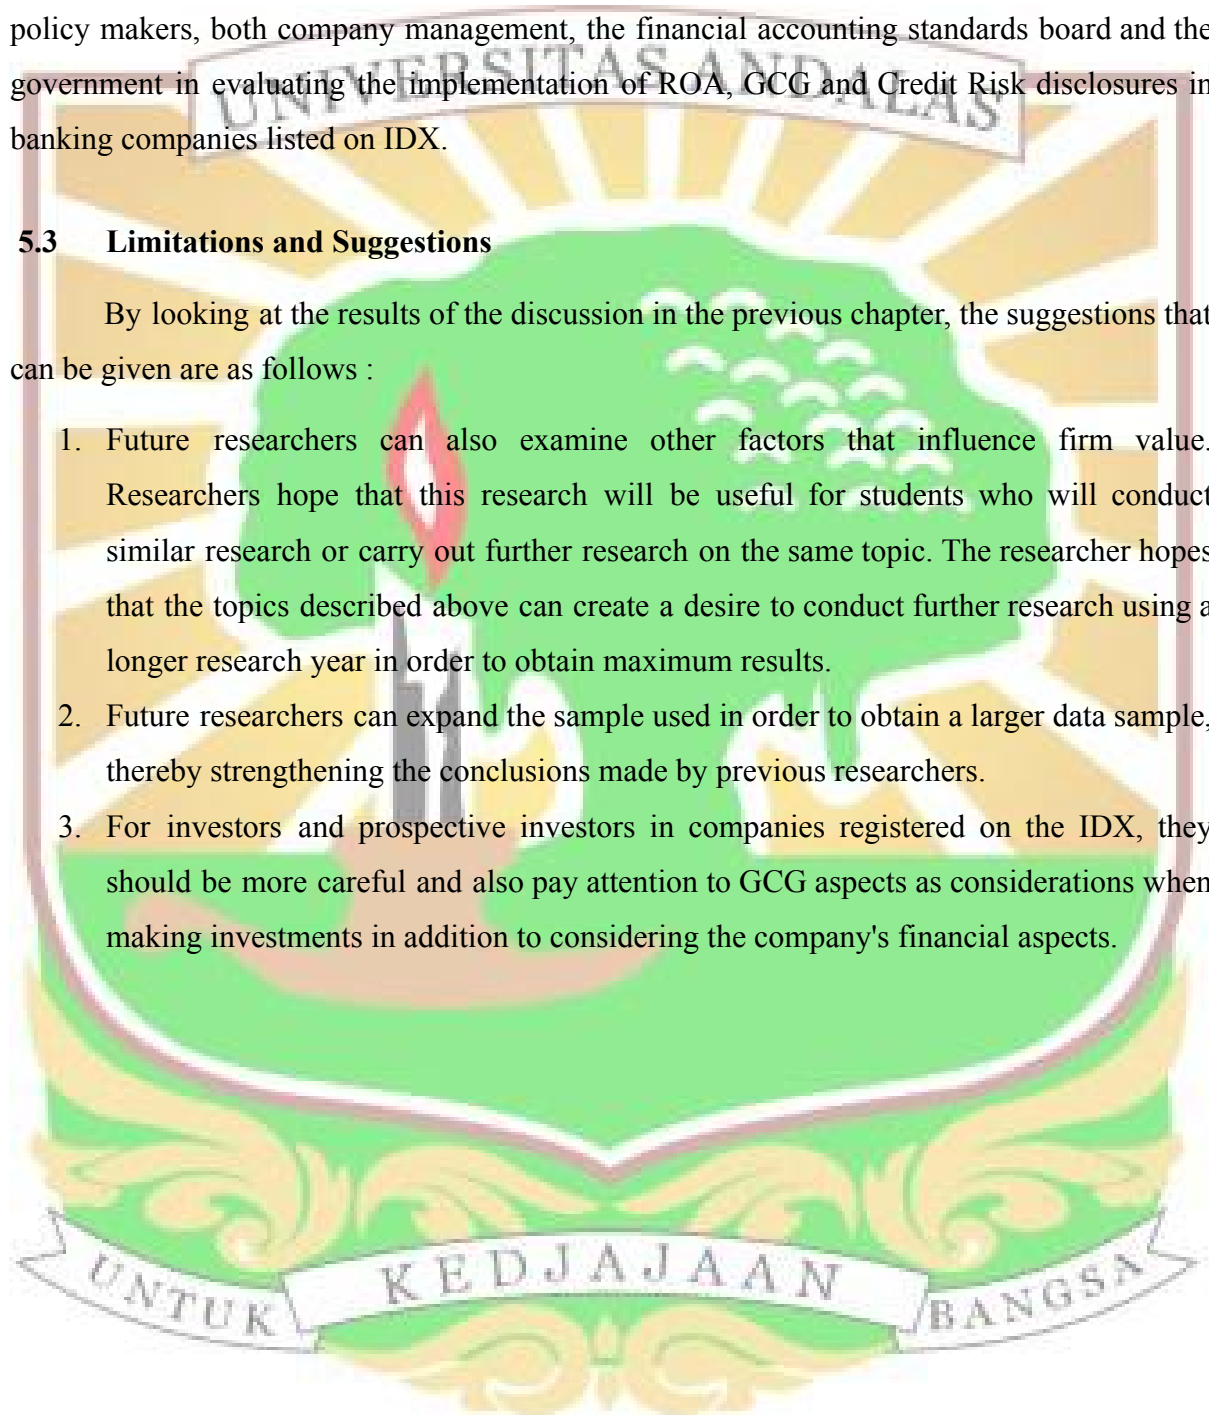 policy makers, both company management, the financial accounting standards board and the
government in evaluating the implementation of ROA, GCG and Credit Risk disclosures in
UNIVERSITAS ANDALAS
banking companies listed on IDX.
5.3 Limitations and Suggestions
By looking at the results of the discussion in the previous chapter, the suggestions that
can be given are as follows :
1. Future researchers can also examine other factors that influence firm value.
Researchers hope that this research will be useful for students who will conduct
similar research or carry out further research on the same topic. The researcher hopes
that the topics described above can create a desire to conduct further research using a
longer research year in order to obtain maximum results.
2. Future researchers can expand the sample used in order to obtain a larger data sample,
thereby strengthening the conclusions made by previous researchers.
3. For investors and prospective investors in companies registered on the IDX, they
should be more careful and also pay attention to GCG aspects as considerations when
making investments in addition to considering the company's financial aspects.
UNTUK KEDJAJAAN BANGSA